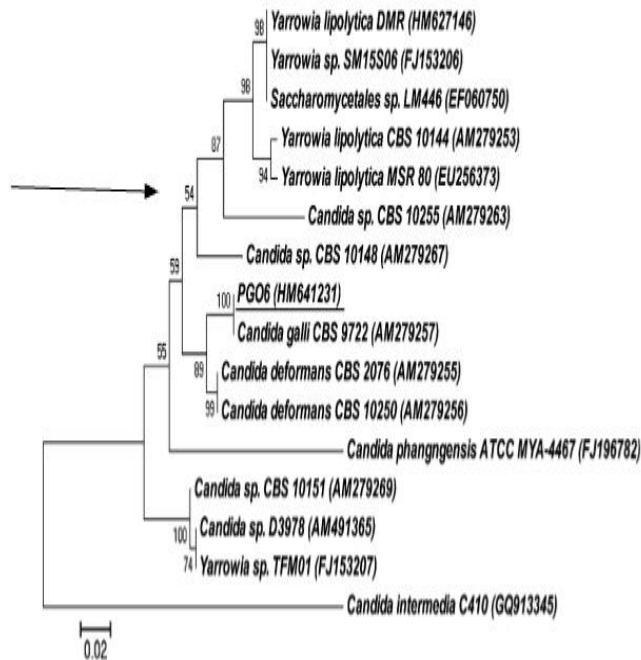 Yarrowia lipolytica DMR (HM627146)
98
Yarrowia sp. SM15S06 (FJ153206)
98
Saccharomycetales sp. LM446 (EF060750)
87
Yarrowia lipolytica CBS 10144 (AM279253)
94
Yarrowia lipolytica MSR 80 (EU256373)
54
Candida sp. CBS 10255 (AM279263)
Candida sp. CBS 10148 (AM279267)
100
PGO6 (HM641231)
Candida galli CBS 9722 (AM279257)
89
Candida deformans CBS 2076 (AM279255)
99
Candida deformans CBS 10250 (AM279256)
Candida phangngensis ATCC MYA-4467 (FJ196782)
Candida sp. CBS 10151 (AM279269)
100
Candida sp. D3978 (AM491365)
74
Yarrowia sp. TFM01 (FJ153207)
Candida intermedia C410 (GQ913345)
0.02